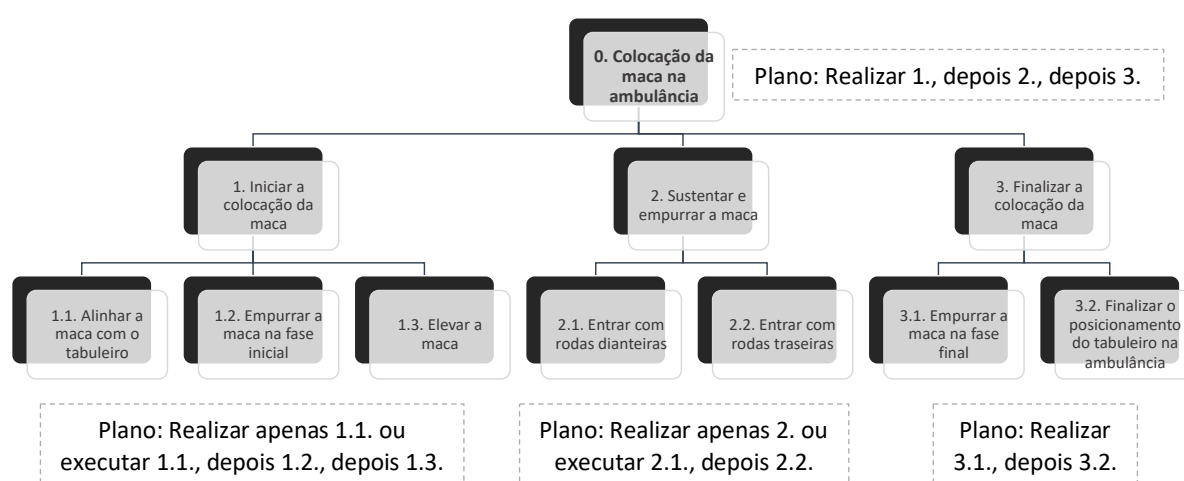 0. Colocação da
maca na
ambulância
Plano: Realizar 1., depois 2., depois 3.
1. Iniciar a
colocação da
maca
2. Sustentar e
empurrar a maca
3. Finalizar a
colocação da
maca
1.1. Alinhar a
maca com o
tabuleiro
1.2. Empurrar a
maca na fase
inicial
1.3. Elevar a
maca
2.1. Entrar com
rodas dianteiras
2.2. Entrar com
rodas traseiras
3.1. Empurrar a
maca na fase
final
3.2. Finalizar o
posicionamento
do tabuleiro na
ambulância
Plano: Realizar apenas 1.1. ou
executar 1.1., depois 1.2., depois 1.3.
Plano: Realizar apenas 2. ou
executar 2.1., depois 2.2.
Plano: Realizar
3.1., depois 3.2.